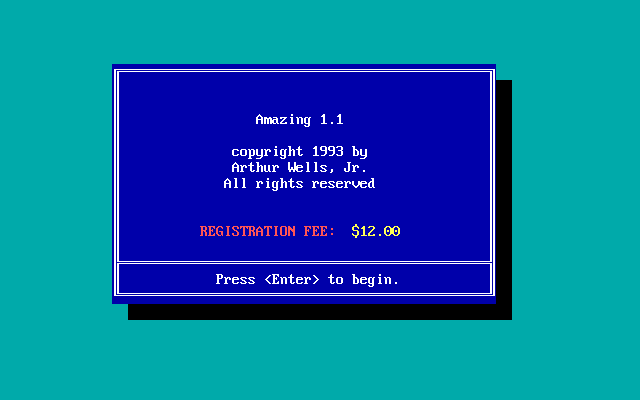 Amazing 1.1
copyright 1993 by
Arthur Wells, Jr.
All rights reserved
REGISTRATION FEE: $12.00
Press <Enter> to begin.